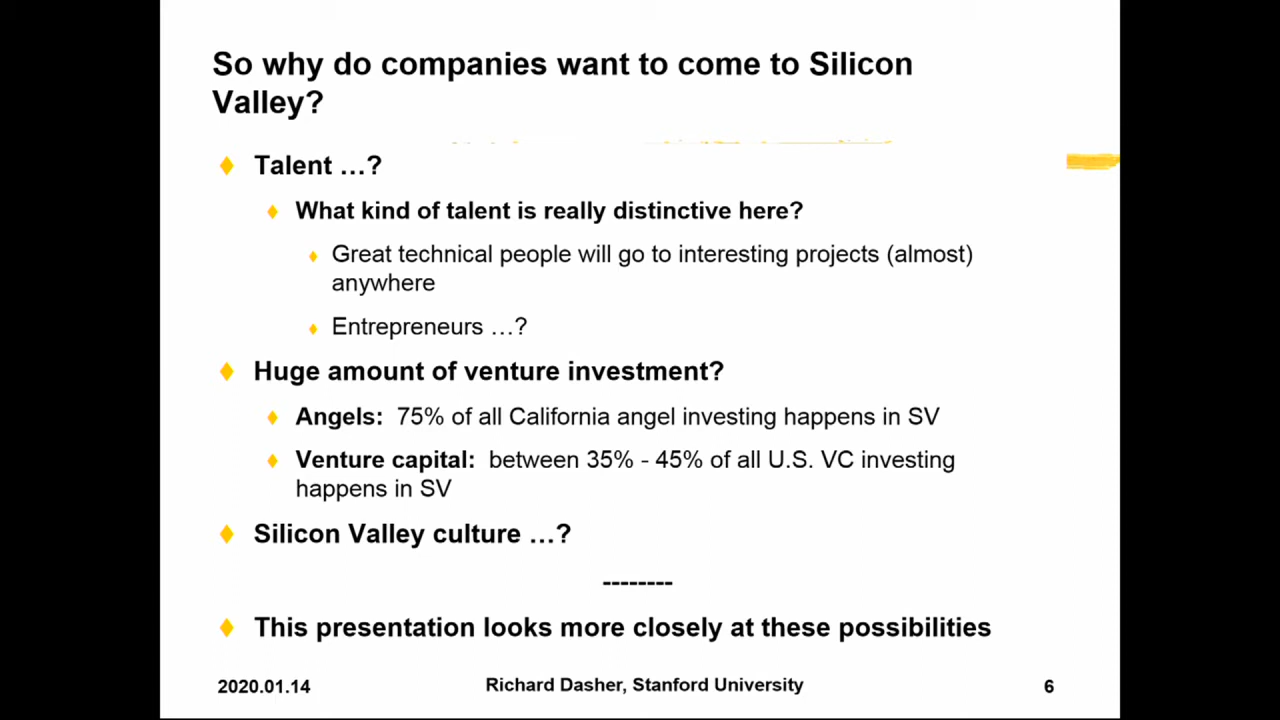 So why do companies want to come to Silicon
Valley?
Talent …?
What kind of talent is really distinctive here?
Great technical people will go to interesting projects (almost)
anywhere
Entrepreneurs …?
Huge amount of venture investment?
Angels: 75% of all California angel investing happens in SV
Venture capital: between 35% - 45% of all U.S. VC investing
happens in SV
Silicon Valley culture …?
--------
This presentation looks more closely at these possibilities
2020.01.14 Richard Dasher, Stanford University 6